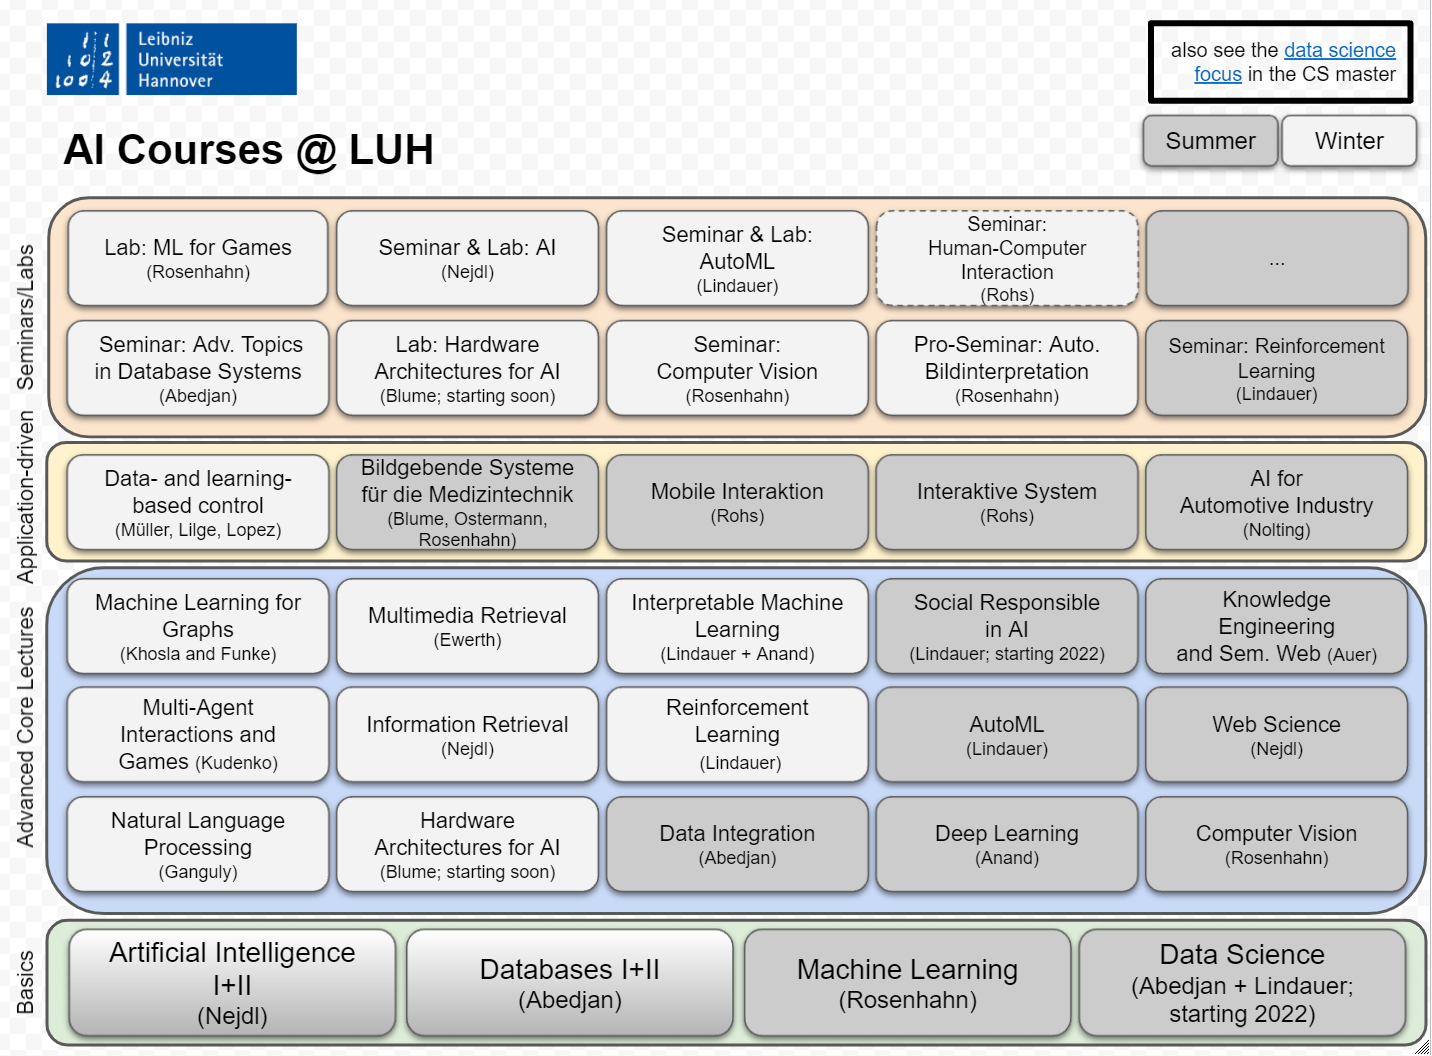 Leibniz
Universität
Hannover
also see the data science
focus in the CS master
AI Courses @ LUH
Summer
Winter
Seminars/Labs
Lab: ML for Games
(Rosenhahn)
Seminar & Lab: AI
(Nejdl)
Seminar & Lab:
AutoML
(Lindauer)
Seminar:
Human-Computer
Interaction
(Rohs)
...
Seminar: Adv. Topics
in Database Systems
(Abedjan)
Lab: Hardware
Architectures for AI
(Blume; starting soon)
Seminar:
Computer Vision
(Rosenhahn)
Pro-Seminar: Auto.
Bildinterpretation
(Rosenhahn)
Seminar: Reinforcement
Learning
(Lindauer)
Application-driven
Data- and learning-
based control
(Müller, Lilge, Lopez)
Bildgebende Systeme
für die Medizintechnik
(Blume, Ostermann,
Rosenhahn)
Mobile Interaktion
(Rohs)
Interaktive System
(Rohs)
AI for
Automotive Industry
(Nolting)
Advanced Core Lectures
Machine Learning for
Graphs
(Khosla and Funke)
Multimedia Retrieval
(Ewerth)
Interpretable Machine
Learning
(Lindauer + Anand)
Social Responsible
in AI
(Lindauer; starting 2022)
Knowledge
Engineering
and Sem. Web (Auer)
Multi-Agent
Interactions and
Games (Kudenko)
Information Retrieval
(Nejdl)
Reinforcement
Learning
(Lindauer)
AutoML
(Lindauer)
Web Science
(Nejdl)
Natural Language
Processing
(Ganguly)
Hardware
Architectures for AI
(Blume; starting soon)
Data Integration
(Abedjan)
Deep Learning
(Anand)
Computer Vision
(Rosenhahn)
Basics
Artificial Intelligence
I+II
(Nejdl)
Databases I+II
(Abedjan)
Machine Learning
(Rosenhahn)
Data Science
(Abedjan + Lindauer;
starting 2022)